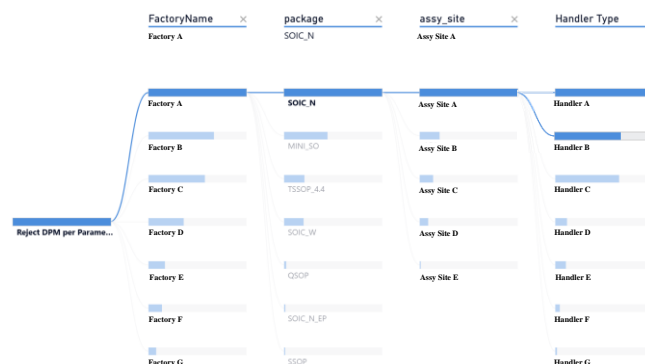 FactoryName × package × assy_site × Handler Type
Factory A SOIC_N Assy Site A
Factory A SOIC_N Assy Site A Handler A
Factory B MINI_SO Assy Site B Handler B
Factory C TSSOP_4.4 Assy Site C Handler C
Reject DPM per Parame... Factory D SOIC_W Assy Site D Handler D
Factory E QSOP Assy Site E Handler E
Factory F SOIC_N_EP Handler F
Factory G SSOP Handler G